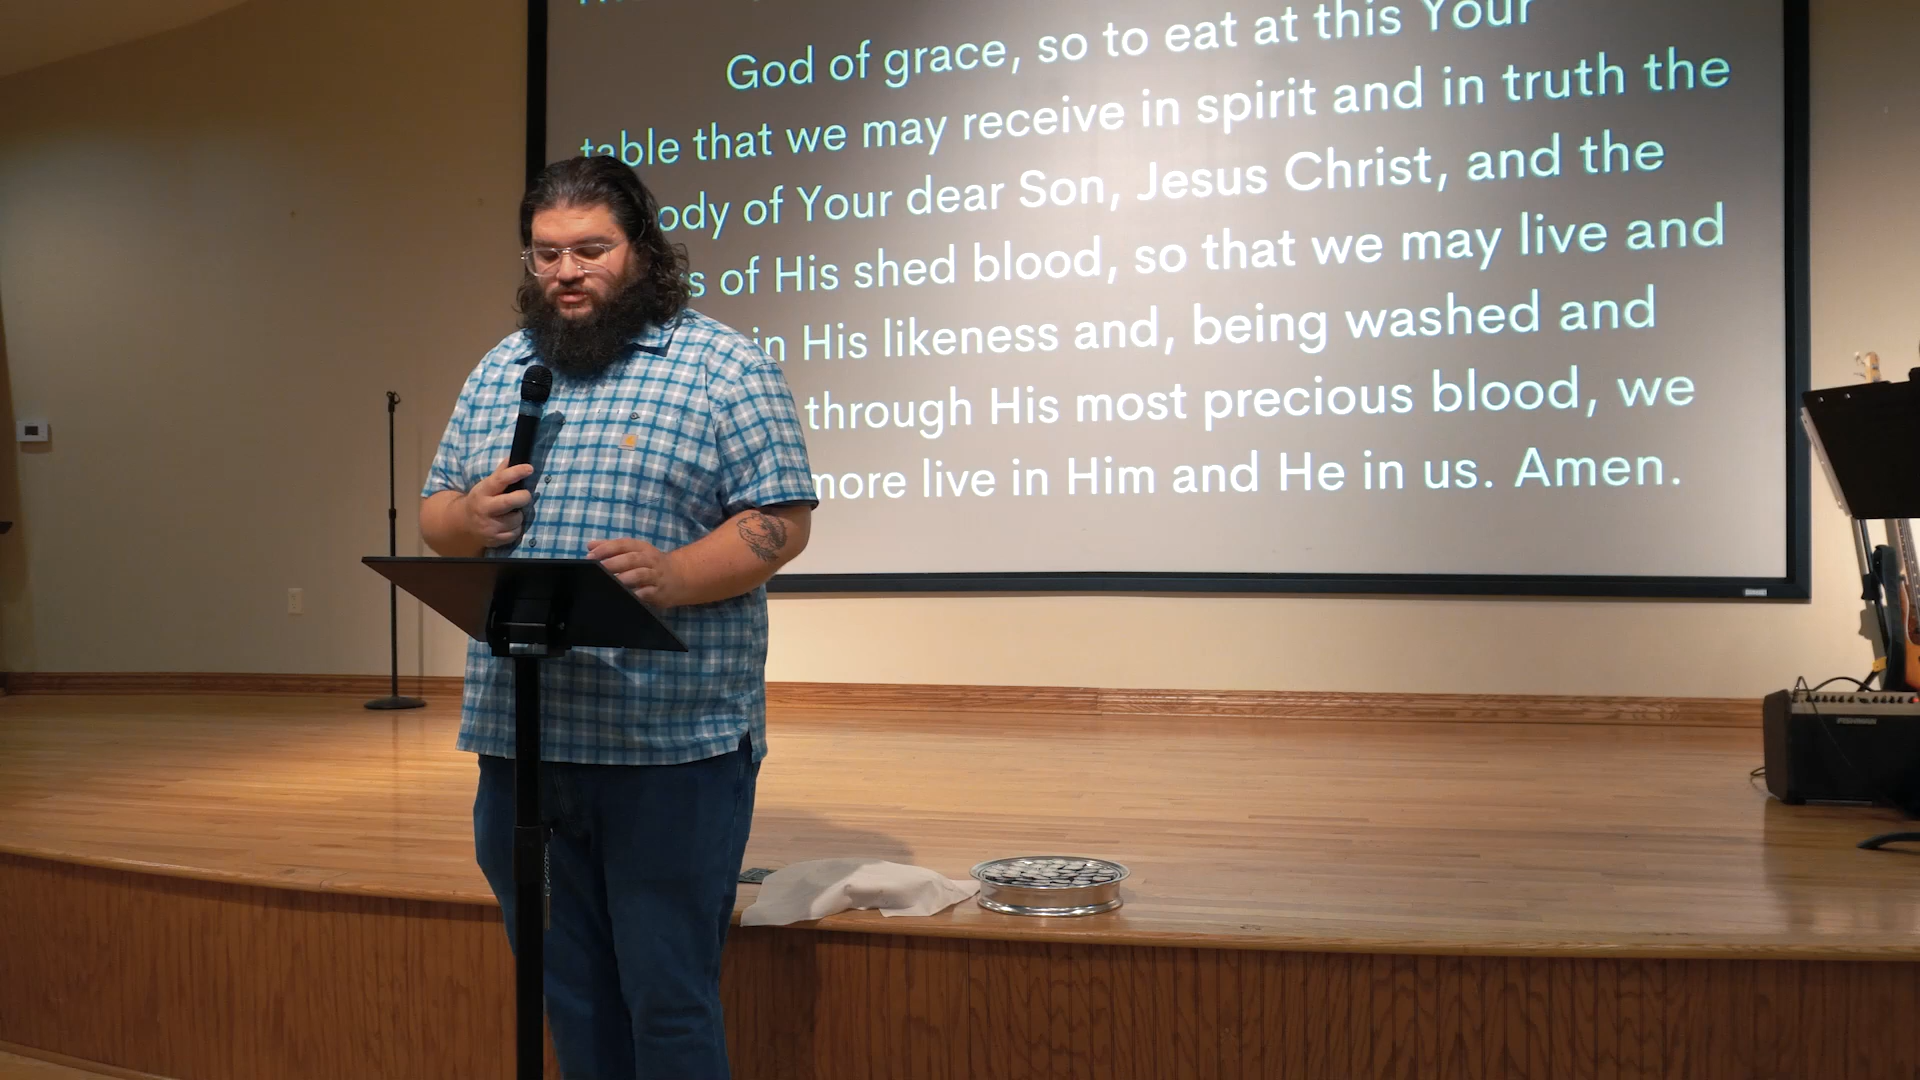 God of grace, so to eat at this Your
table that we may receive in spirit and in truth the
ody of Your dear Son, Jesus Christ, and the
s of His shed blood, so that we may live and
in His likeness and, being washed and
through His most precious blood, we
more live in Him and He in us. Amen.
FISHMAN